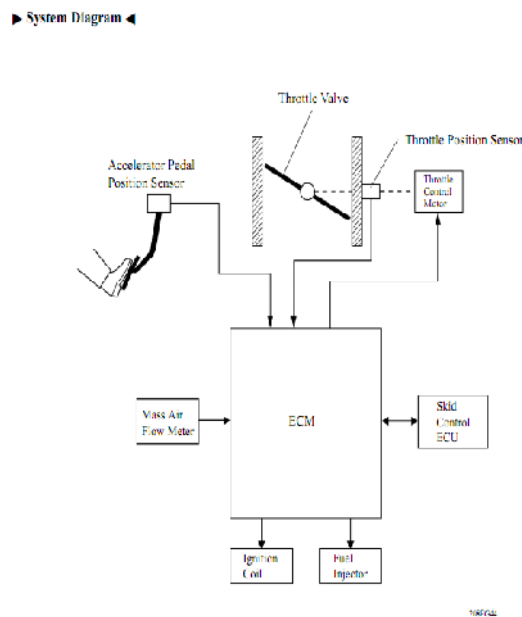 System Diagram
Throttle Valve
Throttle Position Sensor
Accelerator Pedal
Position Sensor
Throttle
Control
Motor
Mass Air
Flow Meter
ECM
Skid
Control
ECU
Ignition
Coil
Fuel
Injector